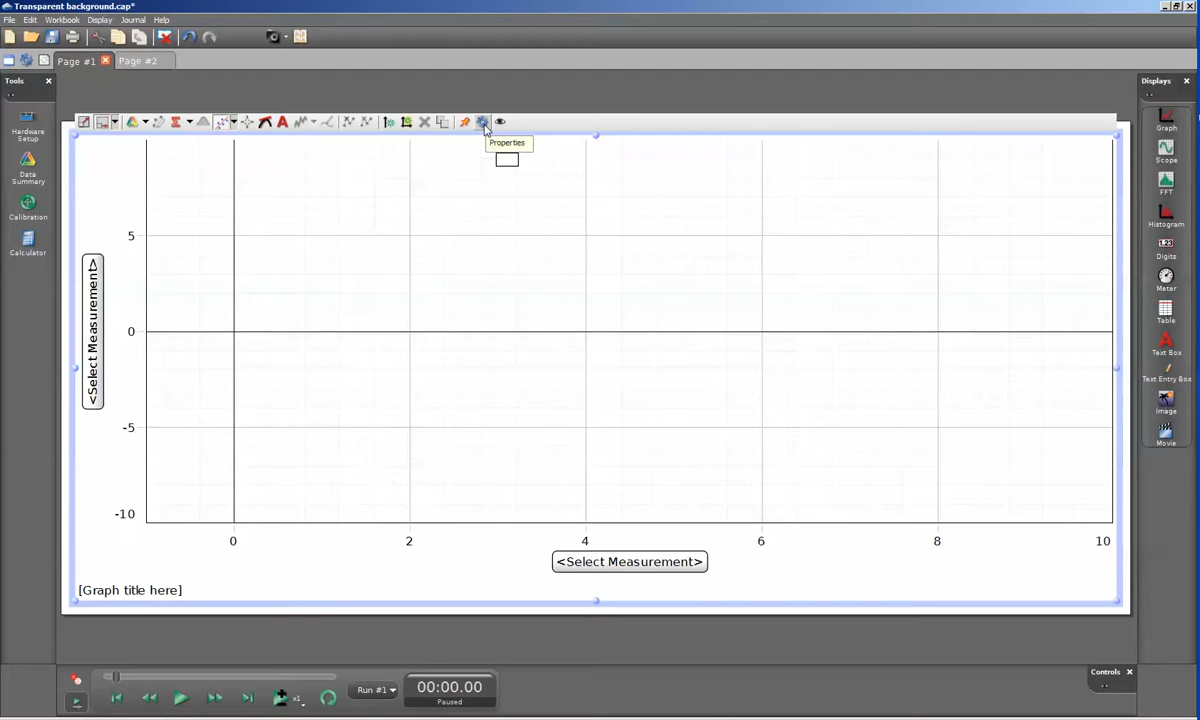 Transparent background.cap*
File Edit Workbook Display Journal Help
Page #1 Page #2
Tools
Hardware
Setup
Data
Summary
Calibration
Calculator
Properties
5
0
-5
-10
<Select Measurement>
0 2 4 6 8 10
<Select Measurement>
[Graph title here]
Displays
Graph
Scope
FFT
Histogram
1.23
Digits
Meter
Table
Text Box
Text Entry Box
Image
Movie
x1
Run #1
00:00.00
Paused
Controls